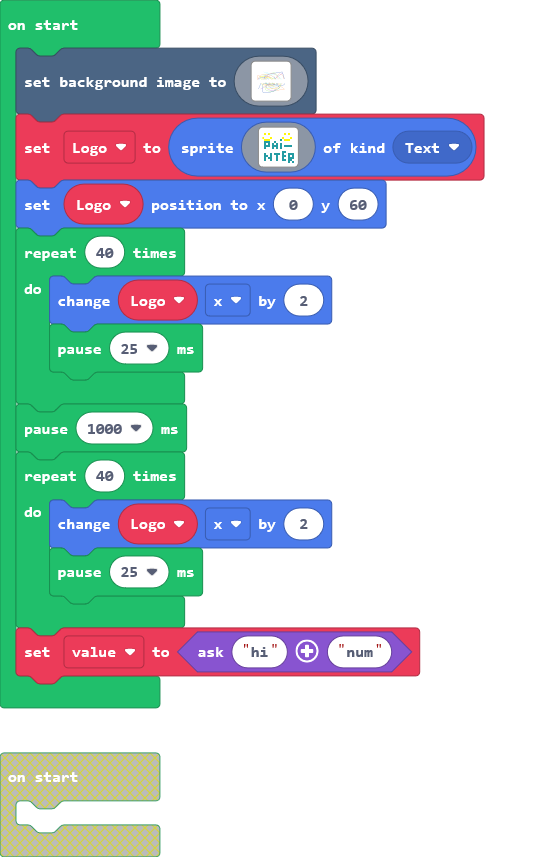 on start
set background image to
set Logo to sprite PAINTER of kind Text
set Logo position to x 0 y 60
repeat 40 times
do change Logo x by 2
pause 25 ms
pause 1000 ms
repeat 40 times
do change Logo x by 2
pause 25 ms
set value to ask "hi" "num"
on start